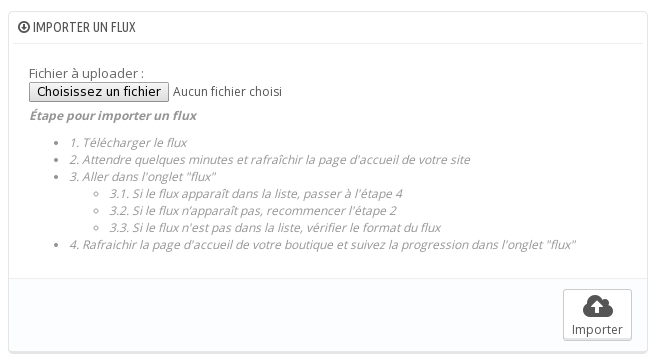 IMPORTER UN FLUX
Fichier à uploader :
Choisissez un fichier Aucun fichier choisi
Étape pour importer un flux
1. Télécharger le flux
2. Attendre quelques minutes et rafraîchir la page d'accueil de votre site
3. Aller dans l'onglet "flux"
3.1. Si le flux apparaît dans la liste, passer à l'étape 4
3.2. Si le flux n’apparaît pas, recommencer l'étape 2
3.3. Si le flux n'est pas dans la liste, vérifier le format du flux
4. Rafraichir la page d'accueil de votre boutique et suivez la progression dans l'onglet "flux"
Importer